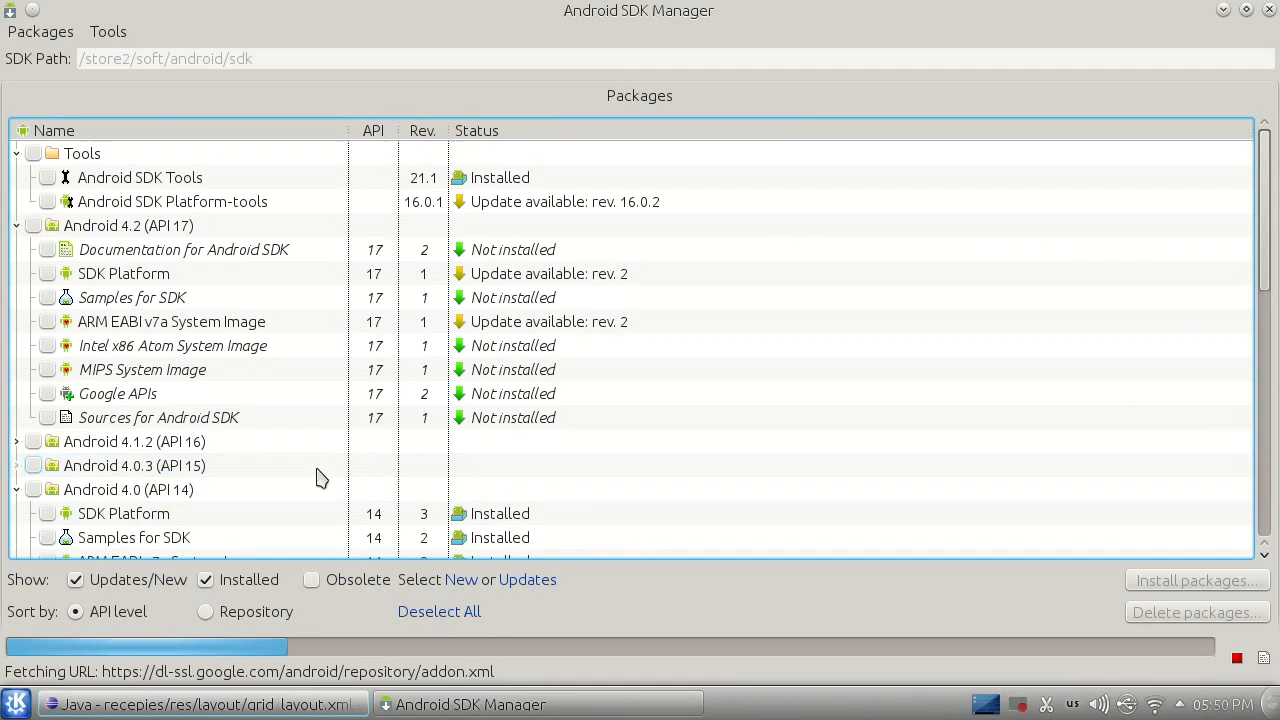 Android SDK Manager
Packages Tools
SDK Path: /store2/soft/android/sdk
Packages
Name API Rev. Status
Tools
Android SDK Tools 21.1 Installed
Android SDK Platform-tools 16.0.1 Update available: rev. 16.0.2
Android 4.2 (API 17)
Documentation for Android SDK 17 2 Not installed
SDK Platform 17 1 Update available: rev. 2
Samples for SDK 17 1 Not installed
ARM EABI v7a System Image 17 1 Update available: rev. 2
Intel x86 Atom System Image 17 1 Not installed
MIPS System Image 17 1 Not installed
Google APIs 17 2 Not installed
Sources for Android SDK 17 1 Not installed
Android 4.1.2 (API 16)
Android 4.0.3 (API 15)
Android 4.0 (API 14)
SDK Platform 14 3 Installed
Samples for SDK 14 2 Installed
Show: Updates/New Installed Obsolete Select New or Updates Install packages...
Sort by: API level Repository Deselect All Delete packages...
Fetching URL: https://dl-ssl.google.com/android/repository/addon.xml
Java - recepies/res/layout/grid_layout.xml Android SDK Manager us 05:50 PM